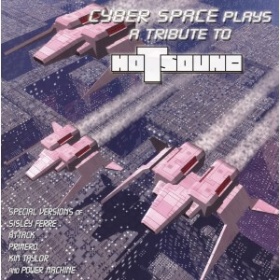 CYBER SPACE PLAYS
A TRIBUTE TO
HOTSOUND
SPECIAL VERSIONS OF
SISLEY FERRE
ATTACK
PRIMERO
KIM TAYLOR
AND POWER MACHINE